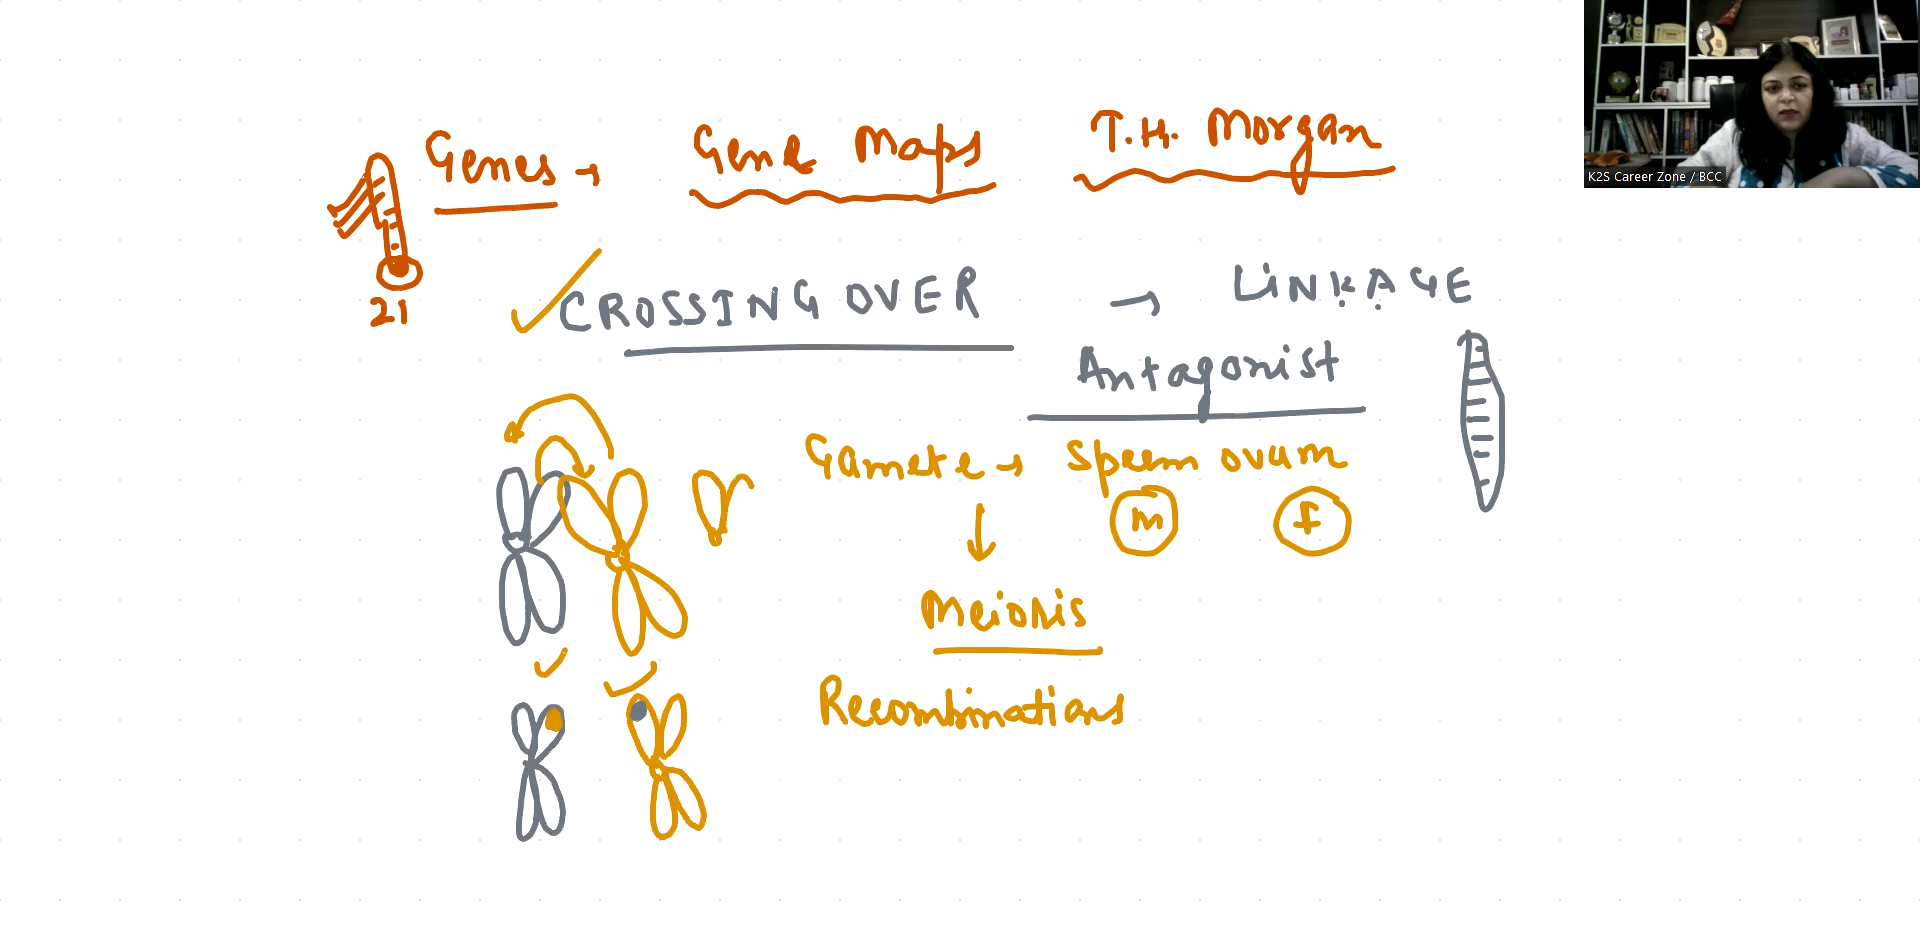 Genes → Gene Maps T.H. Morgan
21
CROSSING OVER → LINKAGE
Antagonist
Gamete → Sperm ovum
m f
Meiosis
Recombinations
K2S Career Zone / BCC